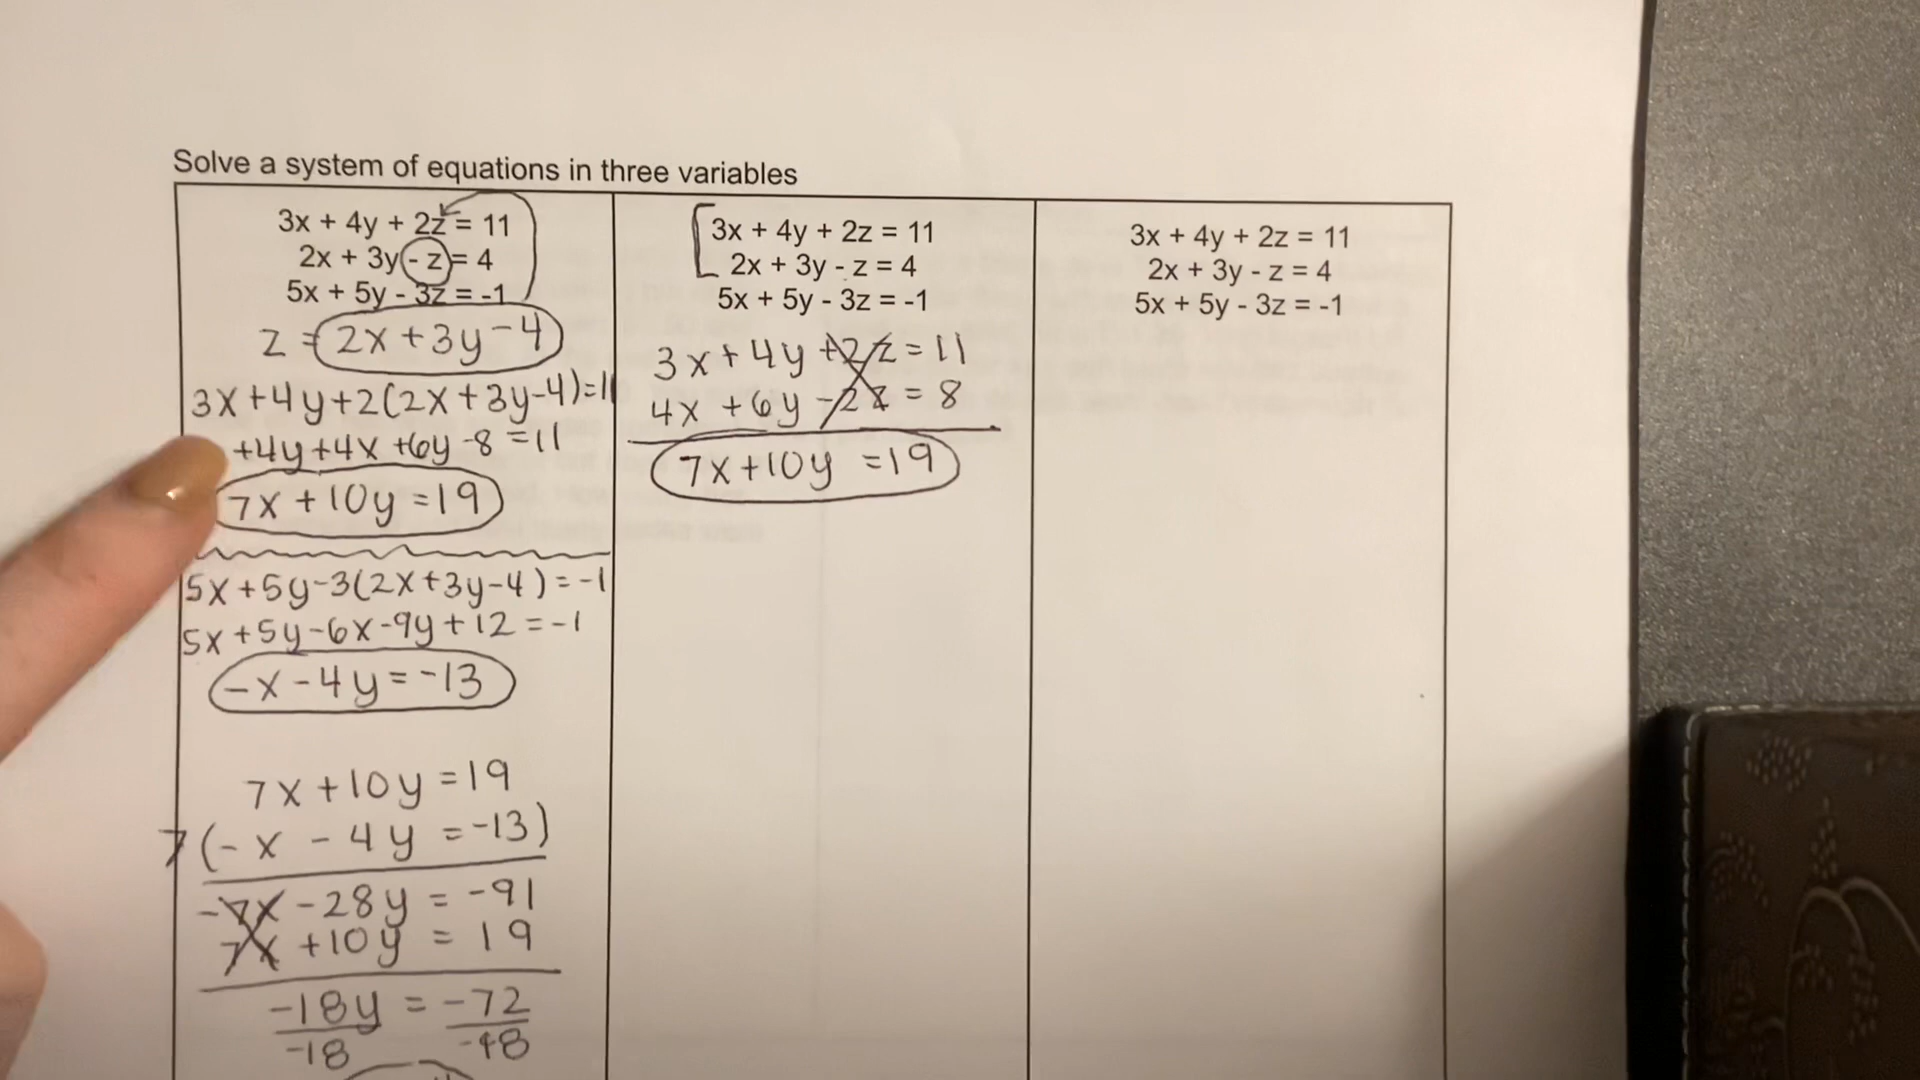 Solve a system of equations in three variables
3x + 4y + 2z = 11
2x + 3y - z = 4
5x + 5y - 3z = -1
z = 2x+3y-4
3x+4y+2(2x+3y-4)=11
+4y+4x+6y-8=11
7x+10y=19
5x+5y-3(2x+3y-4)=-1
5x+5y-6x-9y+12=-1
-x-4y=-13
7x+10y=19
7(-x-4y=-13)
-7x-28y=-91
7x+10y=19
-18y=-72
-18 -18
3x + 4y + 2z = 11
2x + 3y - z = 4
5x + 5y - 3z = -1
3x+4y+2z=11
4x+6y-2z=8
7x+10y=19
3x + 4y + 2z = 11
2x + 3y - z = 4
5x + 5y - 3z = -1